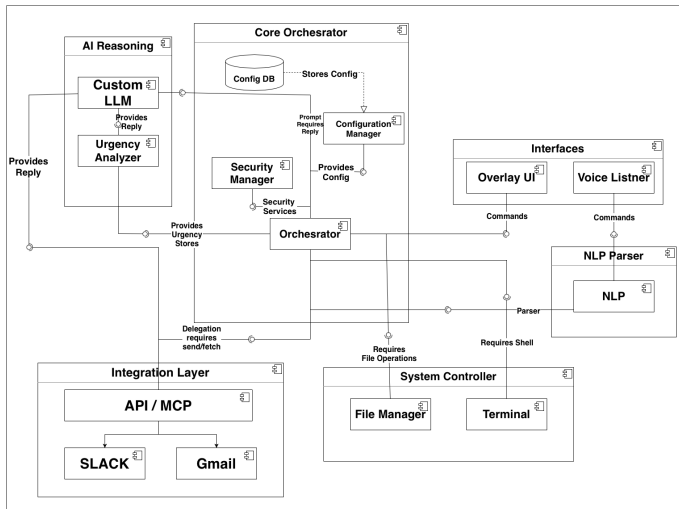 AI Reasoning
Custom
LLM
Provides
Reply
Urgency
Analyzer
Provides
Reply
Core Orchesrator
Config DB
Stores Config
Prompt
Requires
Reply
Configuration
Manager
Provides
Config
Security
Manager
Security
Services
Provides
Urgency
Stores
Orchesrator
Interfaces
Overlay UI
Voice Listner
Commands
Commands
NLP Parser
NLP
Parser
Delegation
requires
send/fetch
Requires
File Operations
Requires Shell
Integration Layer
API / MCP
SLACK
Gmail
System Controller
File Manager
Terminal